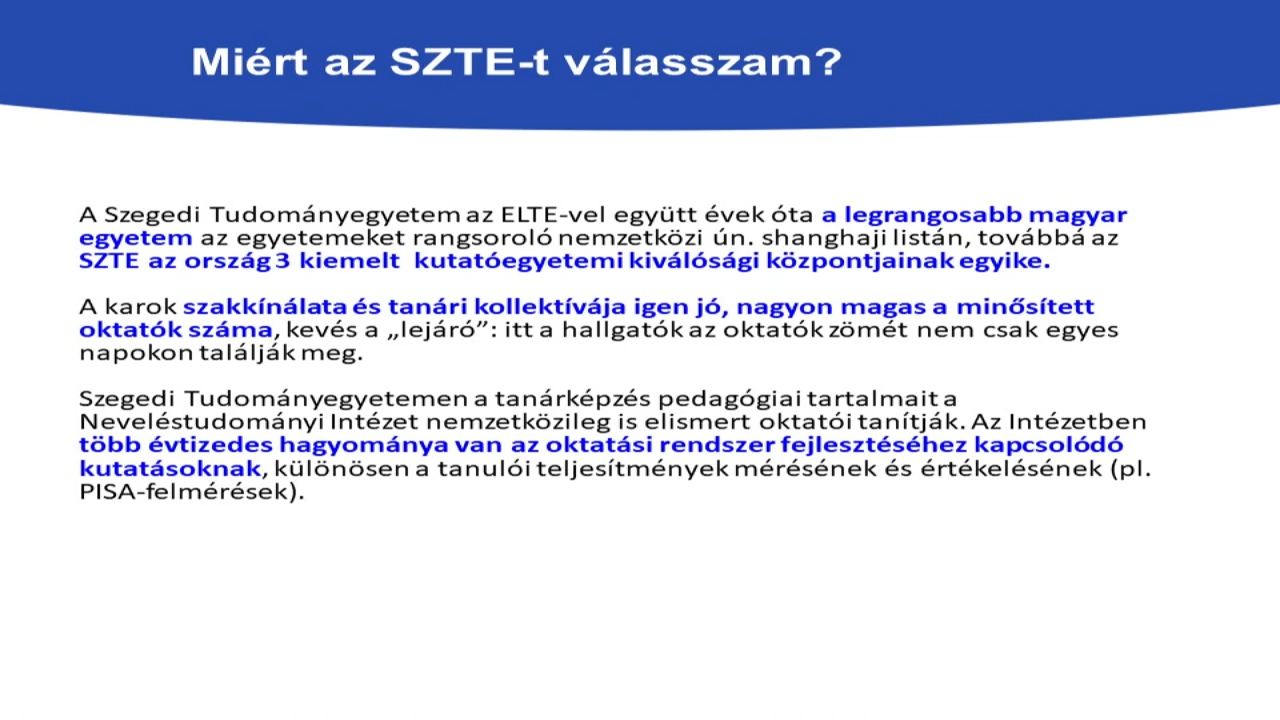 Miért az SZTE-t válasszam?
A Szegedi Tudományegyetem az ELTE-vel együtt évek óta a legrangosabb magyar
egyetem az egyetemeket rangsoroló nemzetközi ún. shanghaji listán, továbbá az
SZTE az ország 3 kiemelt kutatóegyetemi kiválósági központjainak egyike.
A karok szakkínálata és tanári kollektívája igen jó, nagyon magas a minősített
oktatók száma, kevés a „lejáró”: itt a hallgatók az oktatók zömét nem csak egyes
napokon találják meg.
Szegedi Tudományegyetemen a tanárképzés pedagógiai tartalmait a
Neveléstudományi Intézet nemzetközileg is elismert oktatói tanítják. Az Intézetben
több évtizedes hagyománya van az oktatási rendszer fejlesztéséhez kapcsolódó
kutatásoknak, különösen a tanulói teljesítmények mérésének és értékelésének (pl.
PISA-felmérések).